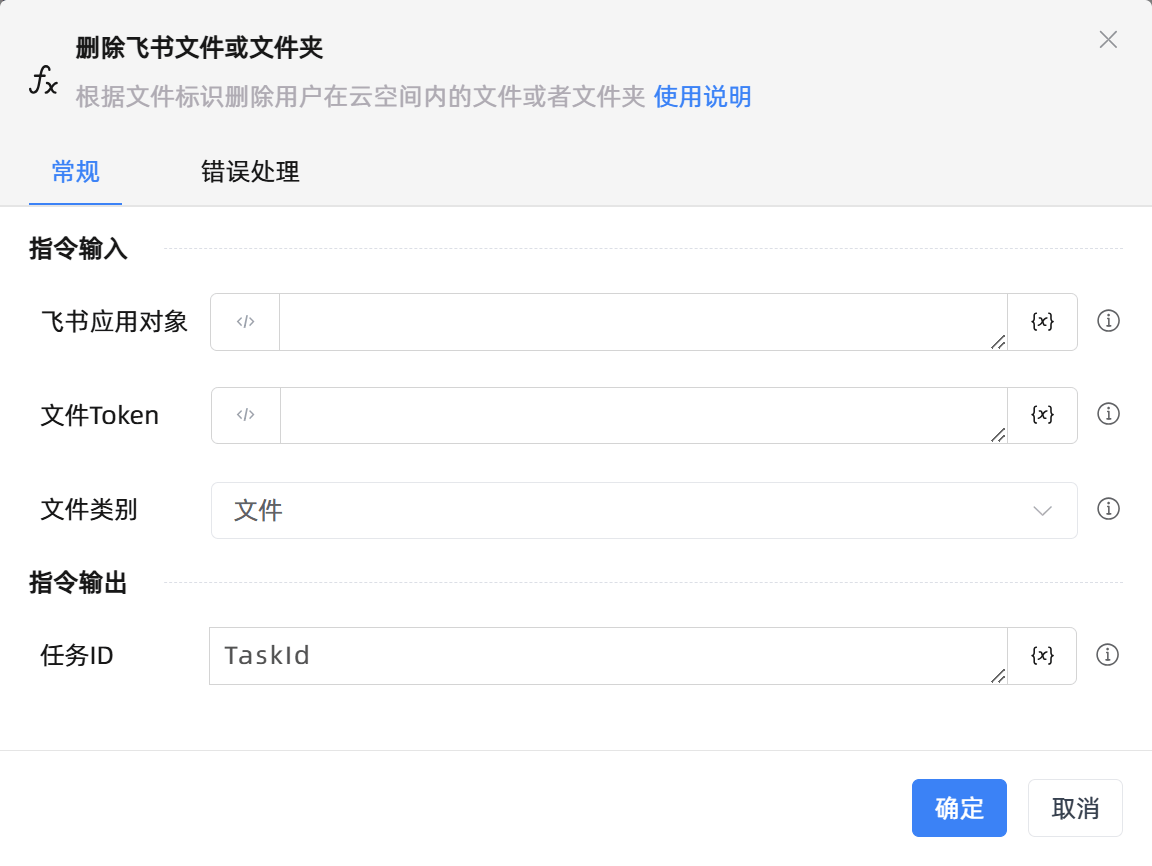 删除飞书文件或文件夹
fx
根据文件标识删除用户在云空间内的文件或者文件夹 使用说明
常规 错误处理
指令输入
飞书应用对象 </> {x}
文件Token </> {x}
文件类别 文件
指令输出
任务ID TaskId {x}
确定 取消